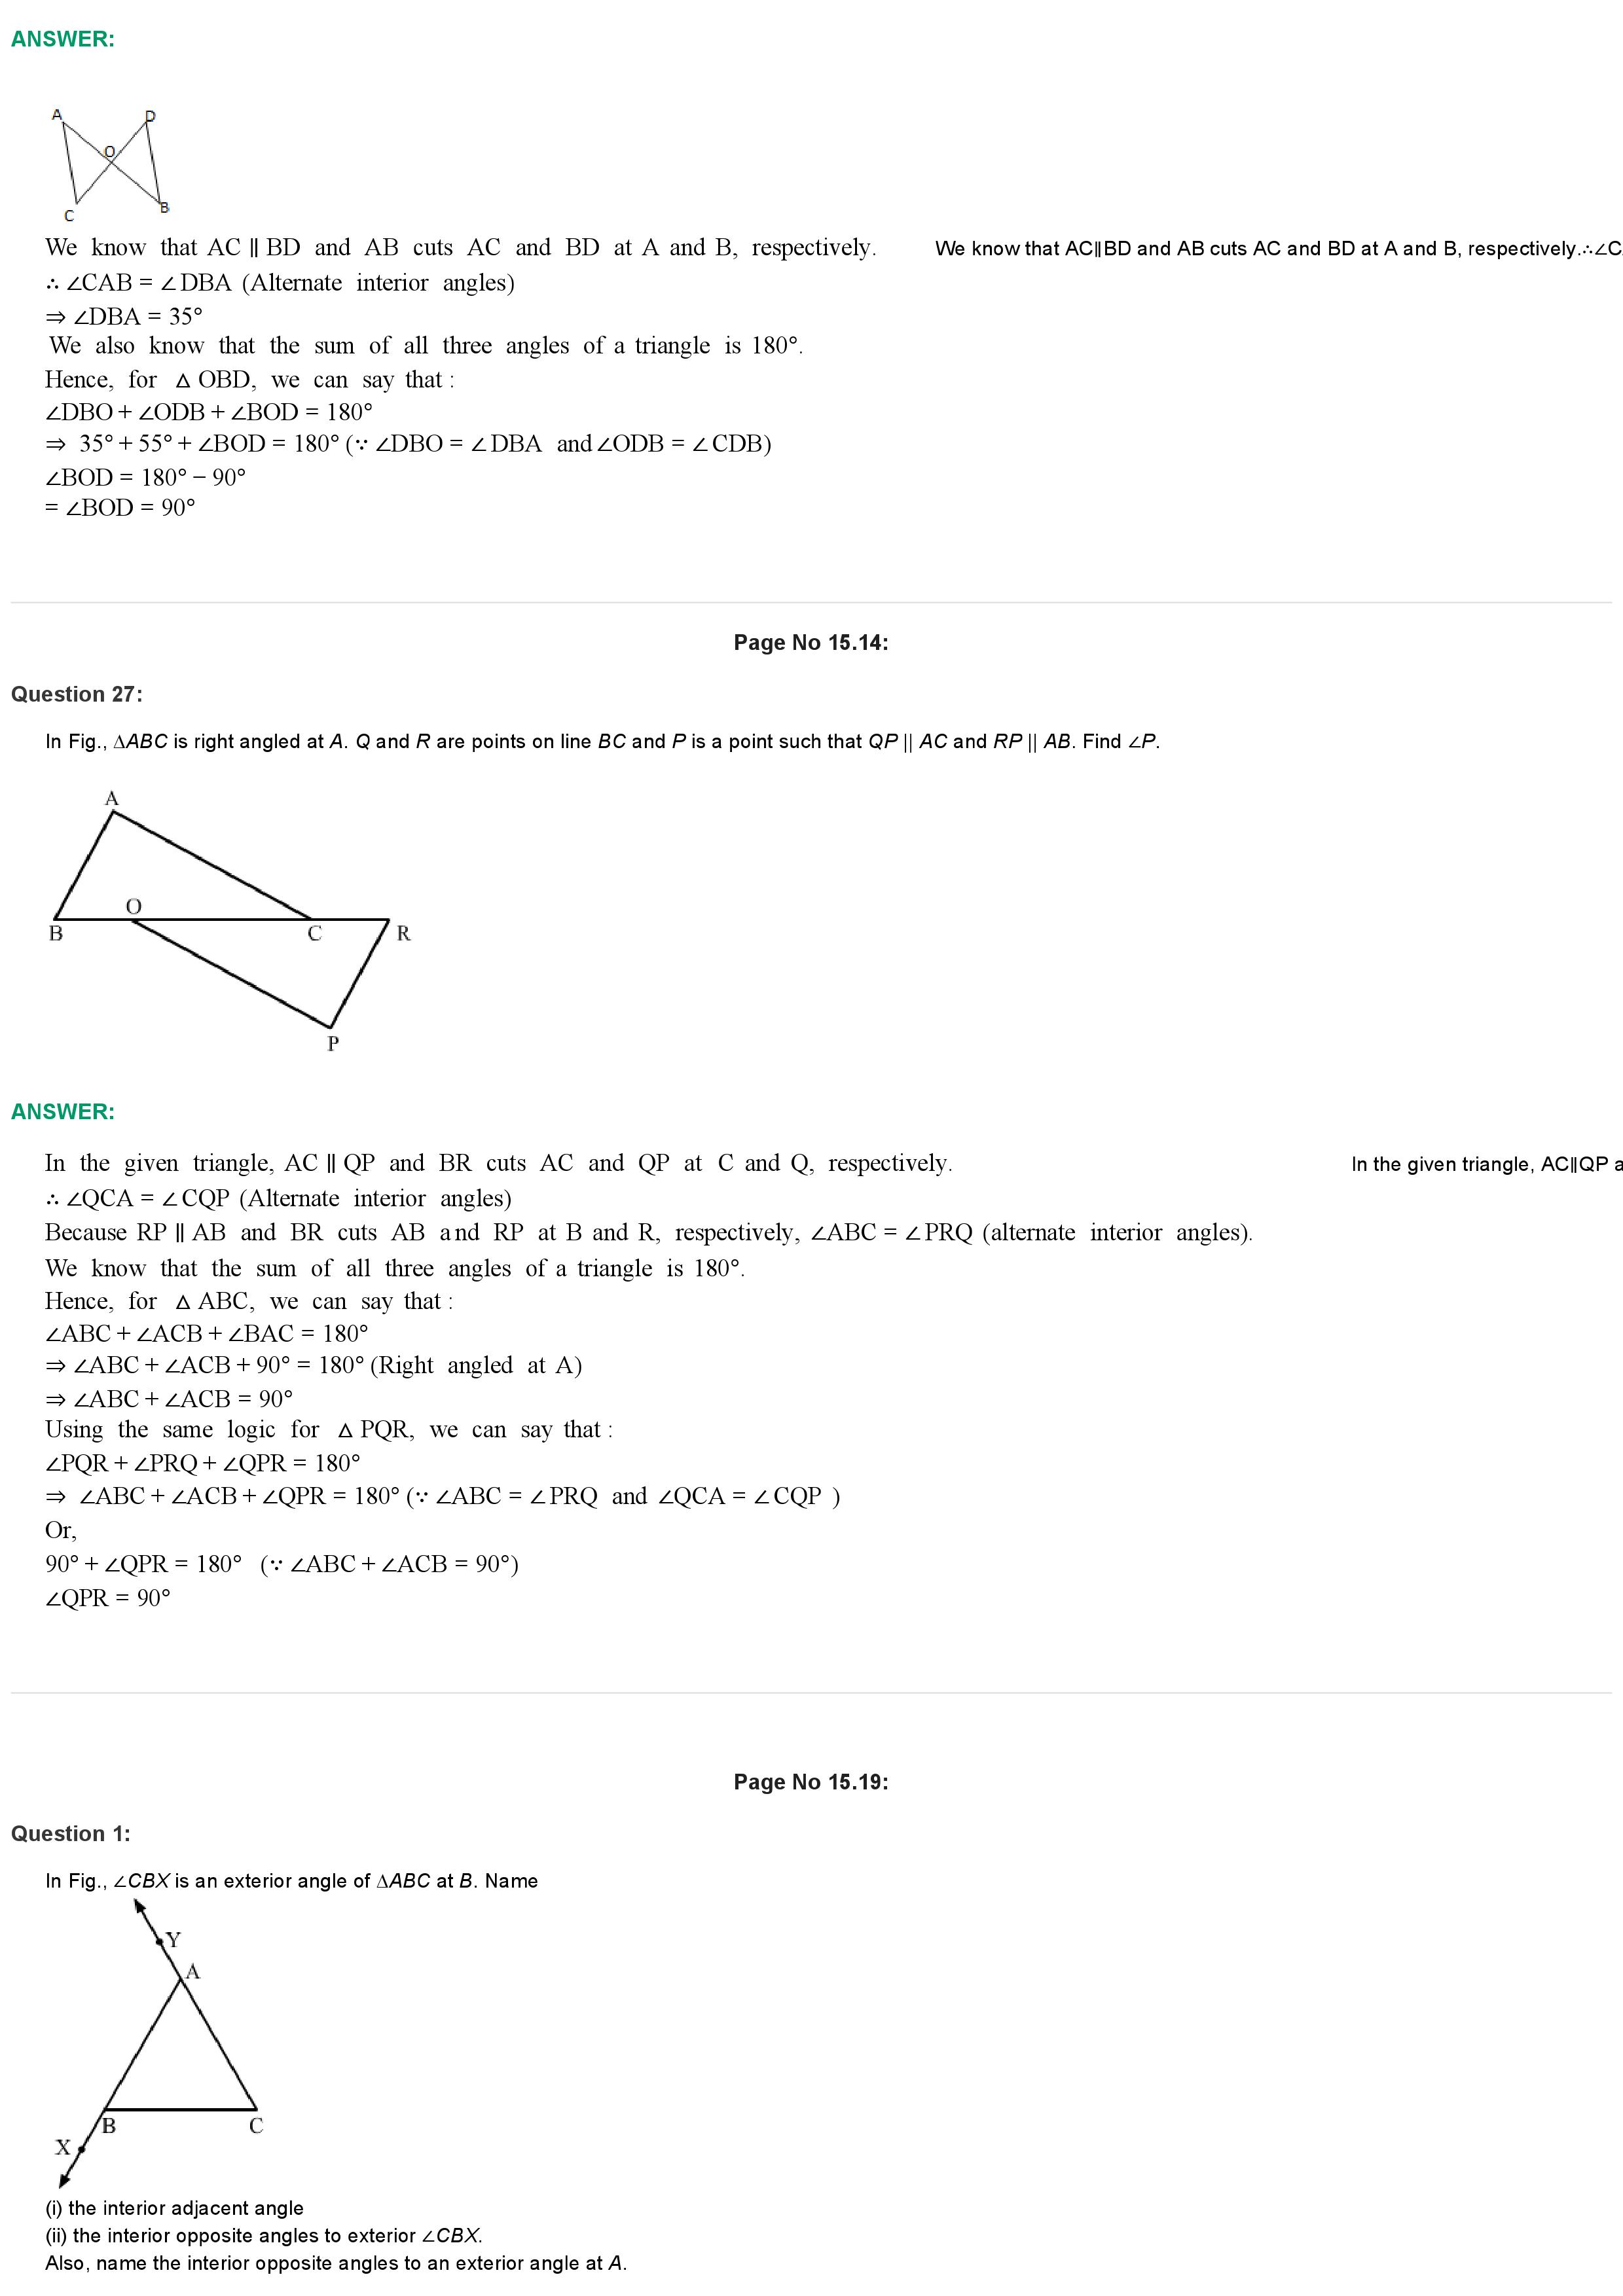 ANSWER:
A
D
O
C
B
We know that AC ∥ BD and AB cuts AC and BD at A and B, respectively. We know that AC∥BD and AB cuts AC and BD at A and B, respectively.∴∠C
∴ ∠CAB = ∠DBA (Alternate interior angles)
⇒ ∠DBA = 35°
We also know that the sum of all three angles of a triangle is 180°.
Hence, for △ OBD, we can say that :
∠DBO + ∠ODB + ∠BOD = 180°
⇒ 35° + 55° + ∠BOD = 180° (∵ ∠DBO = ∠DBA and ∠ODB = ∠CDB)
∠BOD = 180° − 90°
= ∠BOD = 90°
Page No 15.14:
Question 27:
In Fig., ∆ABC is right angled at A. Q and R are points on line BC and P is a point such that QP || AC and RP || AB. Find ∠P.
A
O
B
C
R
P
ANSWER:
In the given triangle, AC ∥ QP and BR cuts AC and QP at C and Q, respectively. In the given triangle, AC∥QP a
∴ ∠QCA = ∠CQP (Alternate interior angles)
Because RP ∥ AB and BR cuts AB and RP at B and R, respectively, ∠ABC = ∠PRQ (alternate interior angles).
We know that the sum of all three angles of a triangle is 180°.
Hence, for △ ABC, we can say that :
∠ABC + ∠ACB + ∠BAC = 180°
⇒ ∠ABC + ∠ACB + 90° = 180° (Right angled at A)
⇒ ∠ABC + ∠ACB = 90°
Using the same logic for △ PQR, we can say that :
∠PQR + ∠PRQ + ∠QPR = 180°
⇒ ∠ABC + ∠ACB + ∠QPR = 180° (∵ ∠ABC = ∠PRQ and ∠QCA = ∠CQP )
Or,
90° + ∠QPR = 180° (∵ ∠ABC + ∠ACB = 90°)
∠QPR = 90°
Page No 15.19:
Question 1:
In Fig., ∠CBX is an exterior angle of ∆ABC at B. Name
Y
A
B
C
X
(i) the interior adjacent angle
(ii) the interior opposite angles to exterior ∠CBX.
Also, name the interior opposite angles to an exterior angle at A.